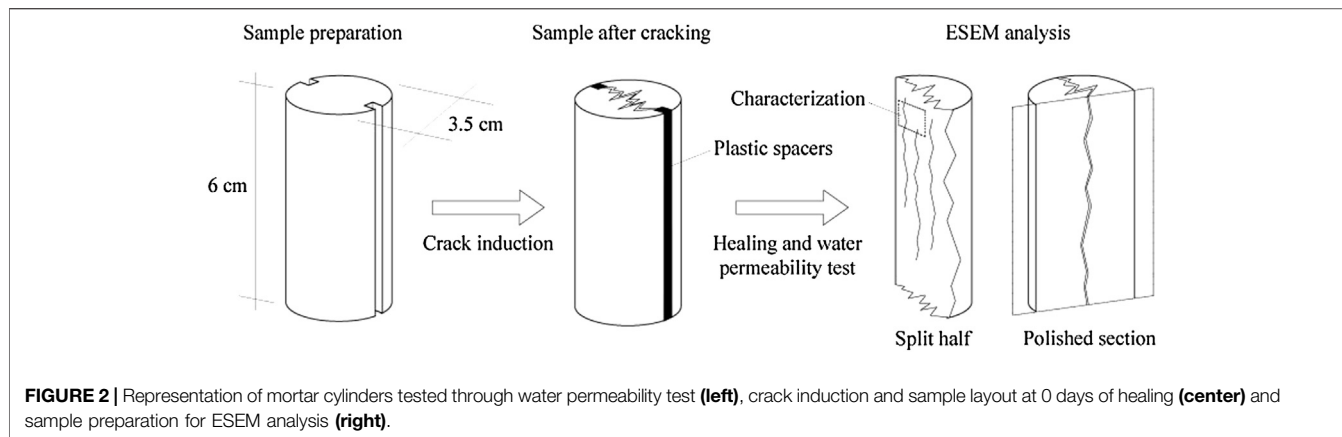 Sample preparation
Sample after cracking
ESEM analysis
Characterization
3.5 cm
Plastic spacers
6 cm
Crack induction
Healing and water
permeability test
Split half
Polished section
FIGURE 2 | Representation of mortar cylinders tested through water permeability test (left), crack induction and sample layout at 0 days of healing (center) and
sample preparation for ESEM analysis (right).